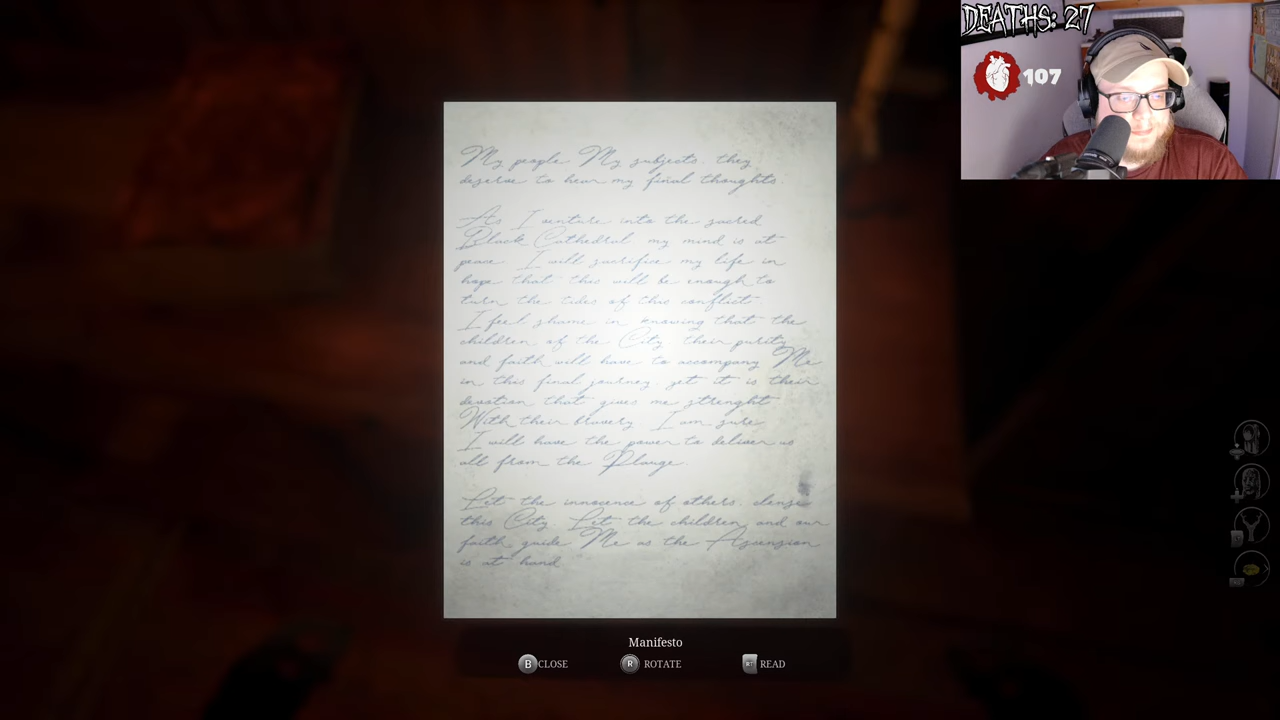 DEATHS: 27
107
My people. My subjects. they
deserve to hear my final thoughts.
As I venture into the sacred
Black Cathedral my mind is at
peace. I will sacrifice my life in
hope that this will be enough to
turn the tides of this conflict.
I feel shame in knowing that the
children of the City, their purity
and faith will have to accompany Me
in this final journey, yet it is their
devotion that gives me strenght
With their bravery I am sure
I will have the power to deliver us
all from the Plauge.
Let the innocence of others, clense
this City. Let the children and our
faith guide Me as the Ascension
is at hand
Manifesto
B CLOSE
R ROTATE
RT READ